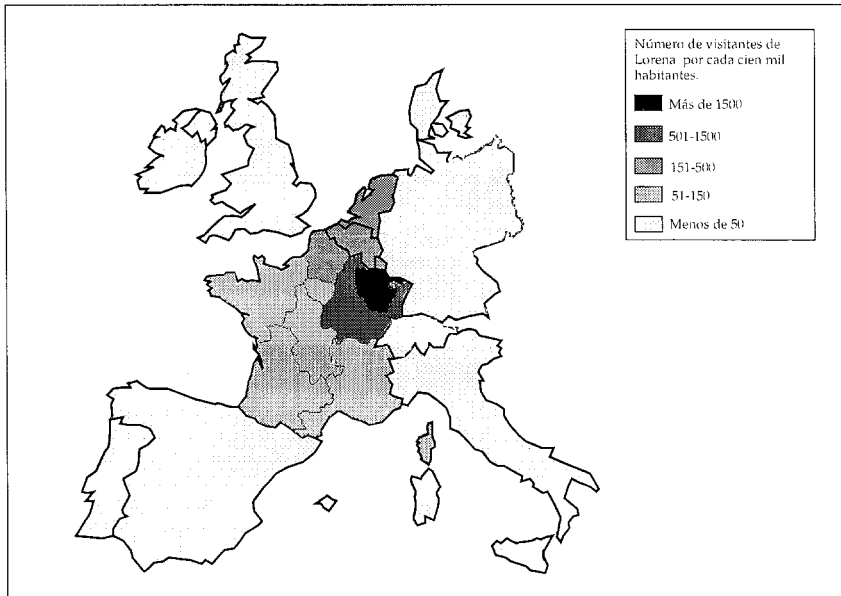 Número de visitantes de
Lorena por cada cien mil
habitantes.
Más de 1500
501-1500
151-500
51-150
Menos de 50